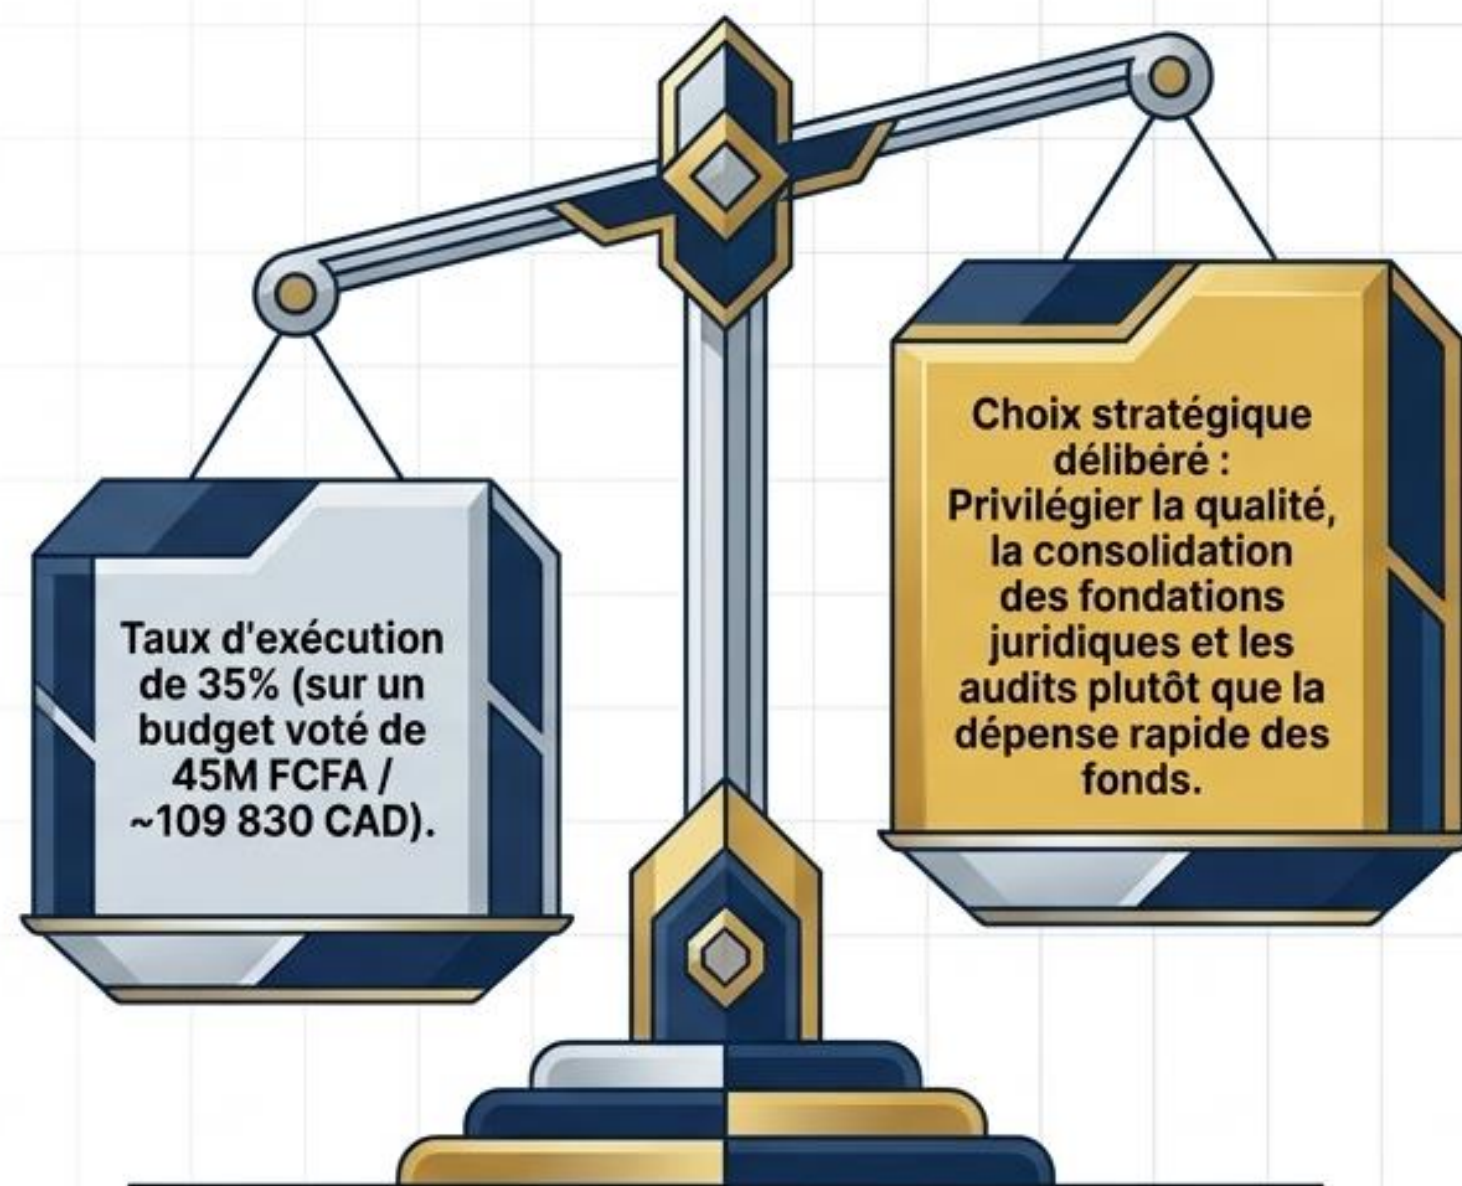 Taux d'exécution
de 35% (sur un
budget voté de
45M FCFA /
~109 830 CAD).
Choix stratégique
délibéré :
Privilégier la qualité,
la consolidation
des fondations
juridiques et les
audits plutôt que la
dépense rapide des
fonds.